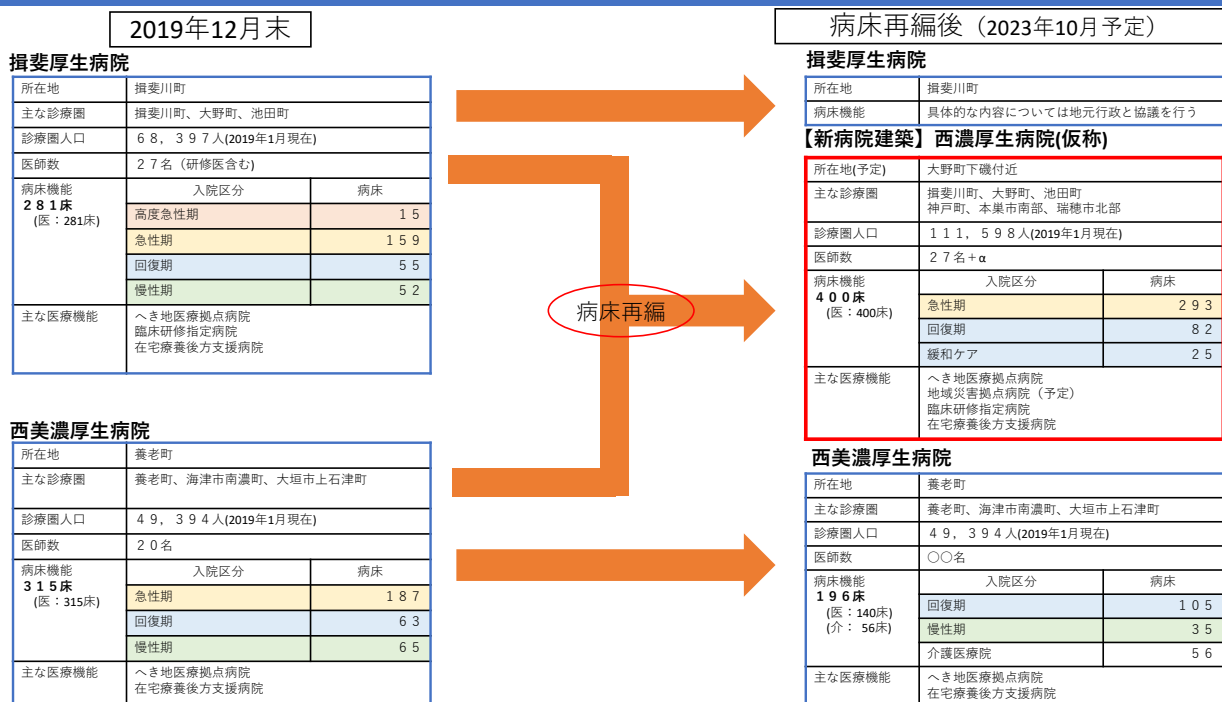 2019年12月末
揖斐厚生病院
所在地 揖斐川町
主な診療圏 揖斐川町、大野町、池田町
診療圏人口 ６８，３９７人(2019年1月現在)
医師数 ２７名（研修医含む)
病床機能 入院区分 病床
２８１床
(医：281床)
高度急性期 １５
急性期 １５９
回復期 ５５
慢性期 ５２
主な医療機能 へき地医療拠点病院
臨床研修指定病院
在宅療養後方支援病院
西美濃厚生病院
所在地 養老町
主な診療圏 養老町、海津市南濃町、大垣市上石津町
診療圏人口 ４９，３９４人(2019年1月現在)
医師数 ２０名
病床機能 入院区分 病床
３１５床
(医：315床)
急性期 １８７
回復期 ６３
慢性期 ６５
主な医療機能 へき地医療拠点病院
在宅療養後方支援病院
病床再編
病床再編後（2023年10月予定）
揖斐厚生病院
所在地 揖斐川町
病床機能 具体的な内容については地元行政と協議を行う
【新病院建築】西濃厚生病院(仮称)
所在地(予定) 大野町下磯付近
主な診療圏 揖斐川町、大野町、池田町
神戸町、本巣市南部、瑞穂市北部
診療圏人口 １１１，５９８人(2019年1月現在)
医師数 ２７名＋α
病床機能 入院区分 病床
４００床
(医：400床)
急性期 ２９３
回復期 ８２
緩和ケア ２５
主な医療機能 へき地医療拠点病院
地域災害拠点病院（予定）
臨床研修指定病院
在宅療養後方支援病院
西美濃厚生病院
所在地 養老町
主な診療圏 養老町、海津市南濃町、大垣市上石津町
診療圏人口 ４９，３９４人(2019年1月現在)
医師数 ○○名
病床機能 入院区分 病床
１９６床
(医：140床)
(介： 56床)
回復期 １０５
慢性期 ３５
介護医療院 ５６
主な医療機能 へき地医療拠点病院
在宅療養後方支援病院